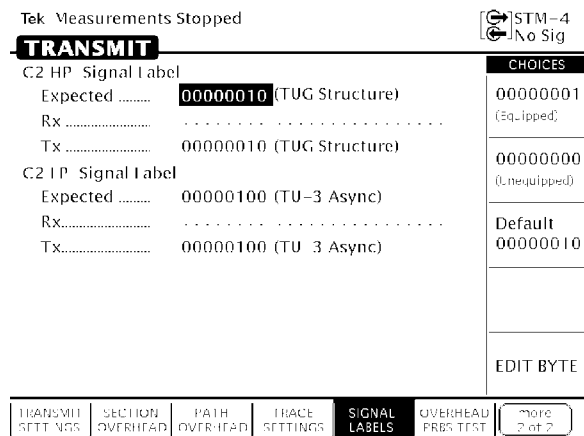 Tek Measurements Stopped
STM-4
No Sig
TRANSMIT
CHOICES
C2 HP Signal Label
Expected ......... 00000010 (TUG Structure)
Rx ........................ . . . . . . . . . . . . . . . . . . . . . . . .
Tx ........................ 00000010 (TUG Structure)
C2 LP Signal Label
Expected ......... 00000100 (TU-3 Async)
Rx......................... . . . . . . . . . . . . . . . . . . . . . . . .
Tx......................... 00000100 (TU 3 Async)
00000001
(Equipped)
00000000
(Unequipped)
Default
00000010
EDIT BYTE
TRANSMIT
SETTINGS
SECTION
OVERHEAD
PATH
OVERHEAD
TRACE
SETTINGS
SIGNAL
LABELS
OVERHEAD
PRBS TEST
more
2 of 2